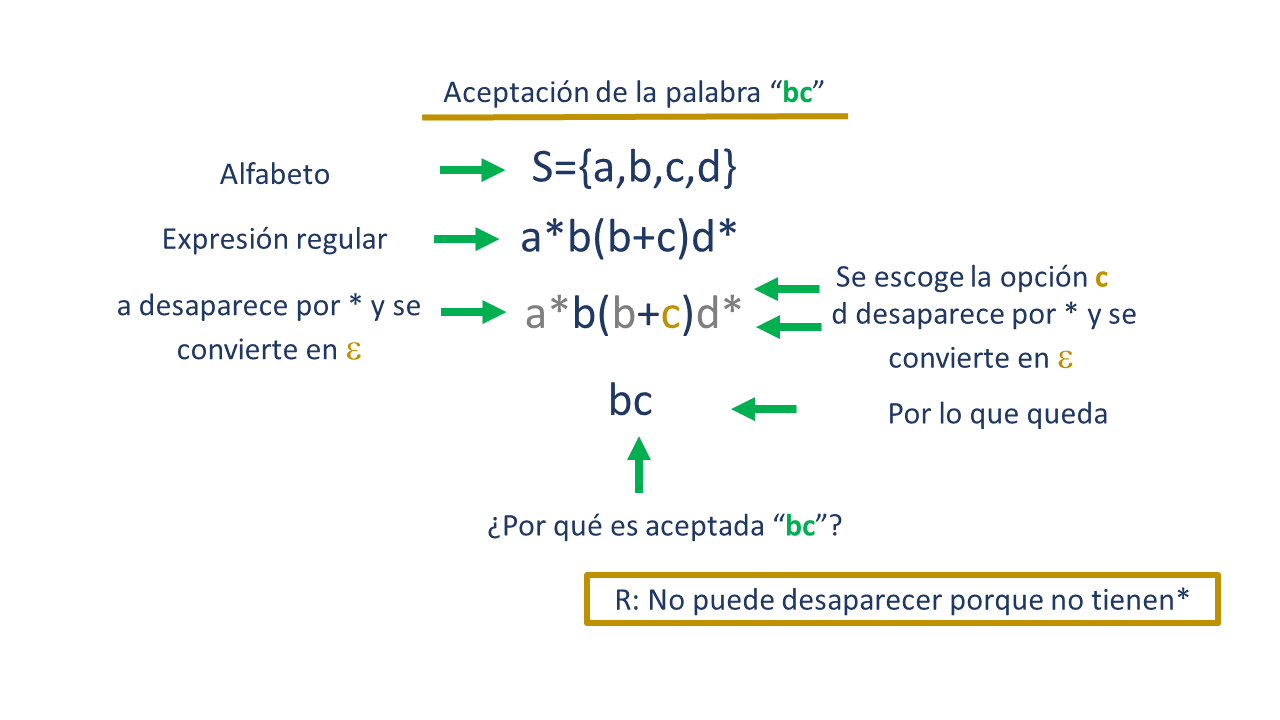 Aceptación de la palabra “bc”
Alfabeto
S={a,b,c,d}
Expresión regular
a*b(b+c)d*
a desaparece por * y se
convierte en ε
a*b(b+c)d*
Se escoge la opción c
d desaparece por * y se
convierte en ε
bc
Por lo que queda
¿Por qué es aceptada “bc”?
R: No puede desaparecer porque no tienen*